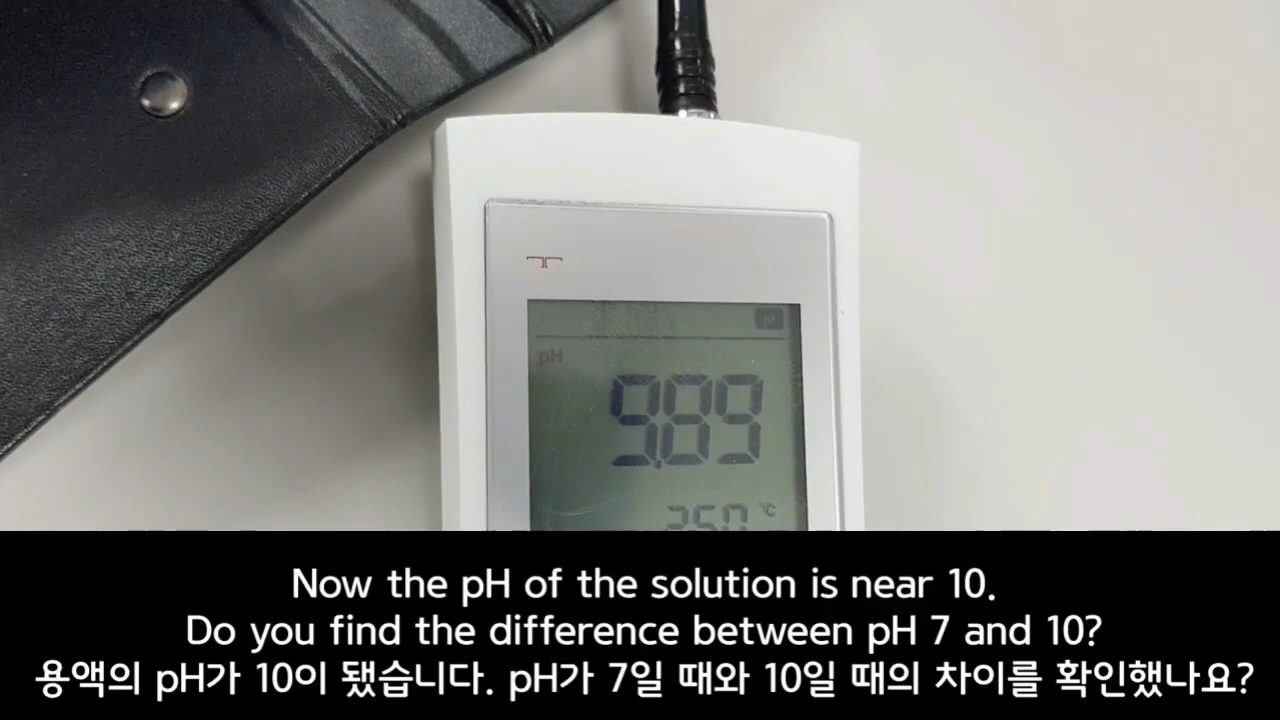 pH
9.89
25.0 °C
Now the pH of the solution is near 10.
Do you find the difference between pH 7 and 10?
용액의 pH가 10이 됐습니다. pH가 7일 때와 10일 때의 차이를 확인했나요?